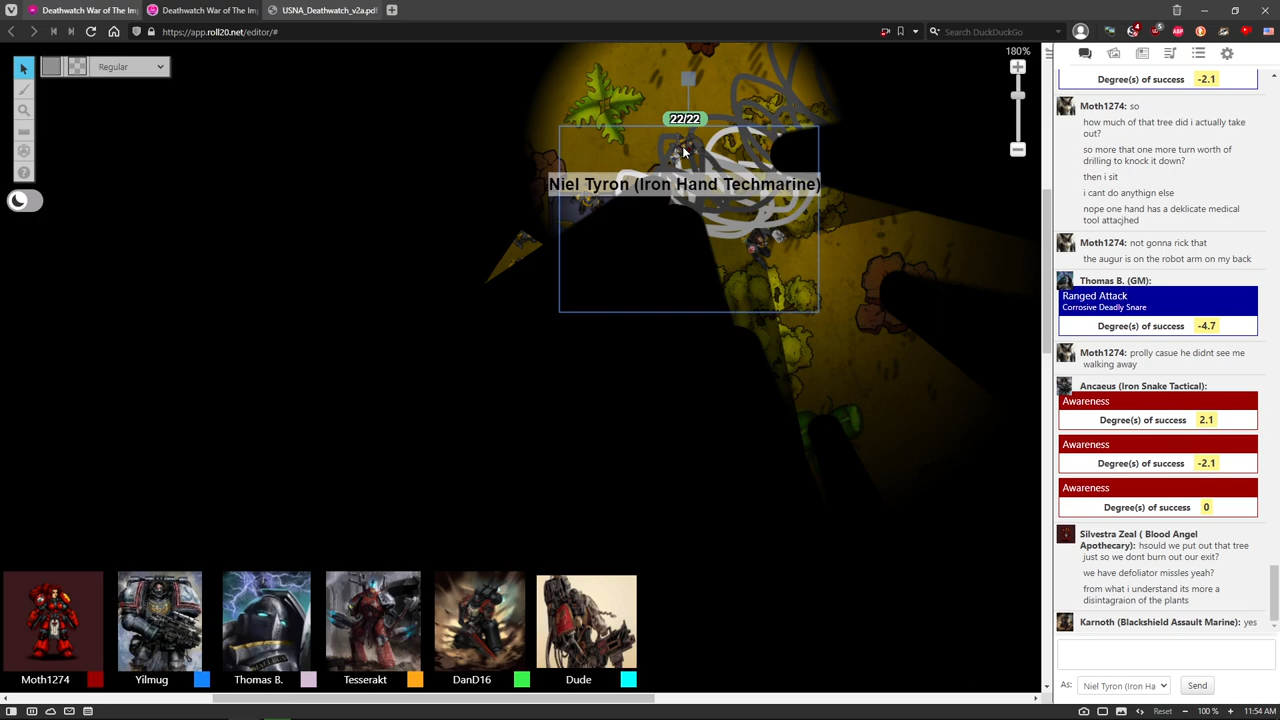 Deatchwatch War of The Im
Deatchwatch War of The Im
USNA_Deathwatch_v22a.pdf
https://app.roll20.net/editor/#
Search DuckDuckGo
Regular
180%
22/22
Niel Tyron (Iron Hand Techmarine)
Degree(s) of success -2.1
Moth1274: so
how much of that tree did i actually take
out?
so more that one more turn worth of
drilling to knock it down?
then i sit
i cant do anythign else
nope one hand has a deklicate medical
tool attacjhed
Moth1274: not gonna rick that
the augur is on the robot arm on my back
Thomas B. (GM):
Ranged Attack
Corrosive Deadly Snare
Degree(s) of success -4.7
Moth1274: prolly casue he didnt see me
walking away
Ancaeus (Iron Snake Tactical):
Awareness
Degree(s) of success 2.1
Awareness
Degree(s) of success -2.1
Awareness
Degree(s) of success 0
Silvestra Zeal ( Blood Angel
Apothecary): hsould we put out that tree
just so we dont burn out our exit?
we have defoliator missles yeah?
from what i understand its more a
disintagraion of the plants
Karnoth (Blackshield Assault Marine): yes
As: Niel Tyron (Iron Ha Send
Moth1274 Yilmug Thomas B. Tesserakt DanD16 Dude
Reset 100 % 11:54 AM